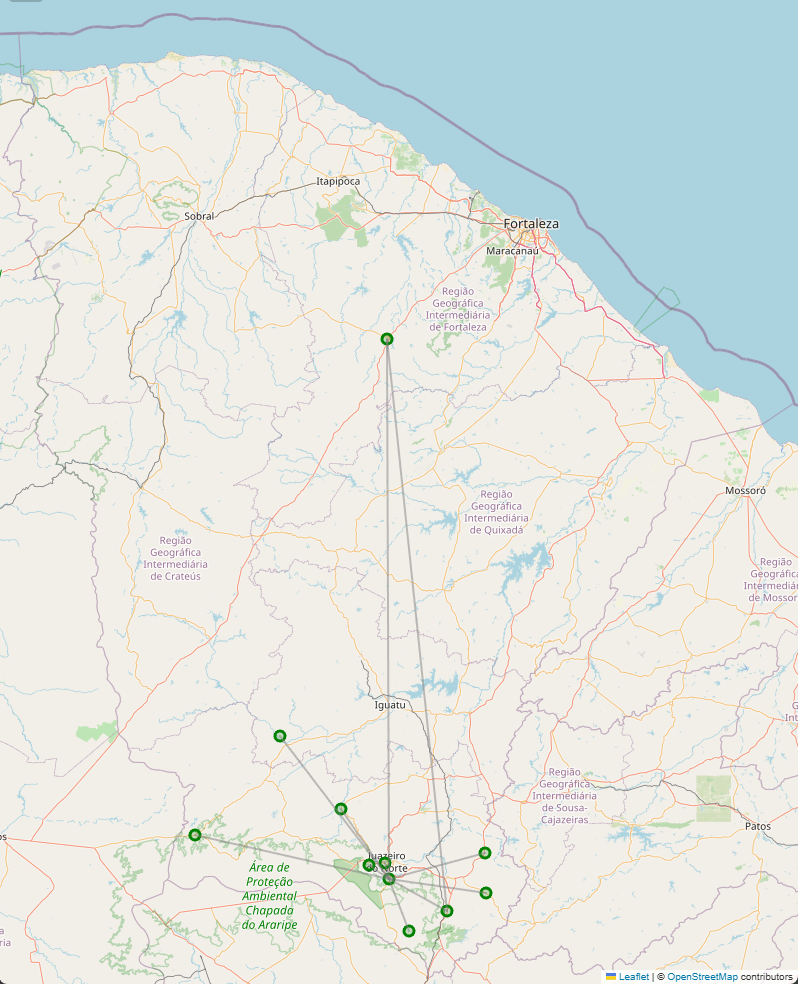 Itapipoca
Sobral
Fortaleza
Maracanaú
Região
Geográfica
Intermediária
de Fortaleza
Mossoró
Região
Geográfica
Intermediária
de Quixadá
Região
Geográfica
Intermediária
de Crateús
Região
Geográfica
Intermediár
de Mossor
Iguatu
Região
Geográfica
Intermediária
de Sousa-
Cajazeiras
Patos
Juazeiro
do Norte
Área de
Proteção
Ambiental
Chapada
do Araripe
Leaflet | © OpenStreetMap contributors